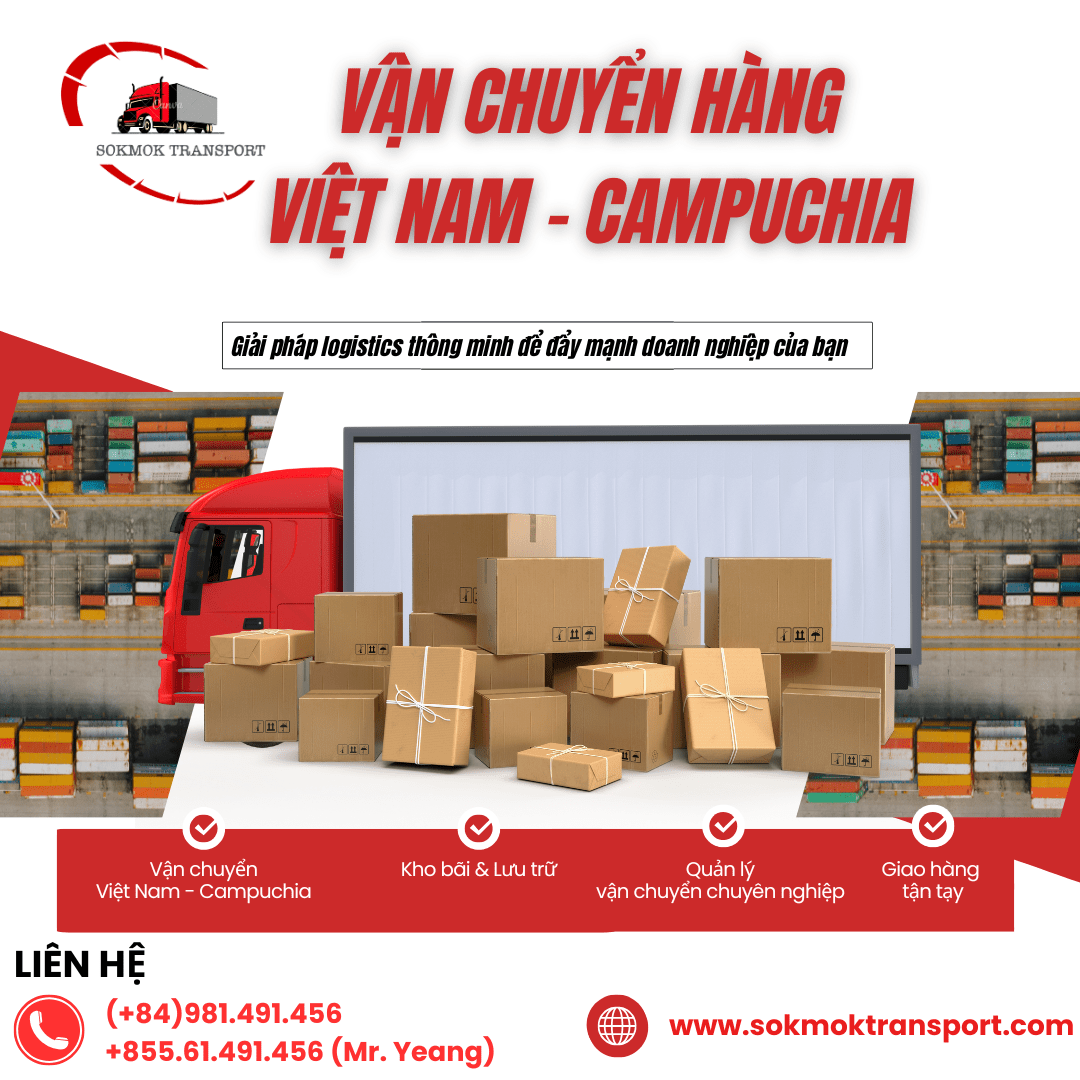 SOKMOK TRANSPORT
VẬN CHUYỂN HÀNG
VIỆT NAM - CAMPUCHIA
Giải pháp logistics thông minh để đẩy mạnh doanh nghiệp của bạn
Vận chuyển
Việt Nam - Campuchia
Kho bãi & Lưu trữ
Quản lý
vận chuyển chuyên nghiệp
Giao hàng
tận tạy
LIÊN HỆ
(+84)981.491.456
+855.61.491.456 (Mr. Yeang)
www.sokmoktransport.com